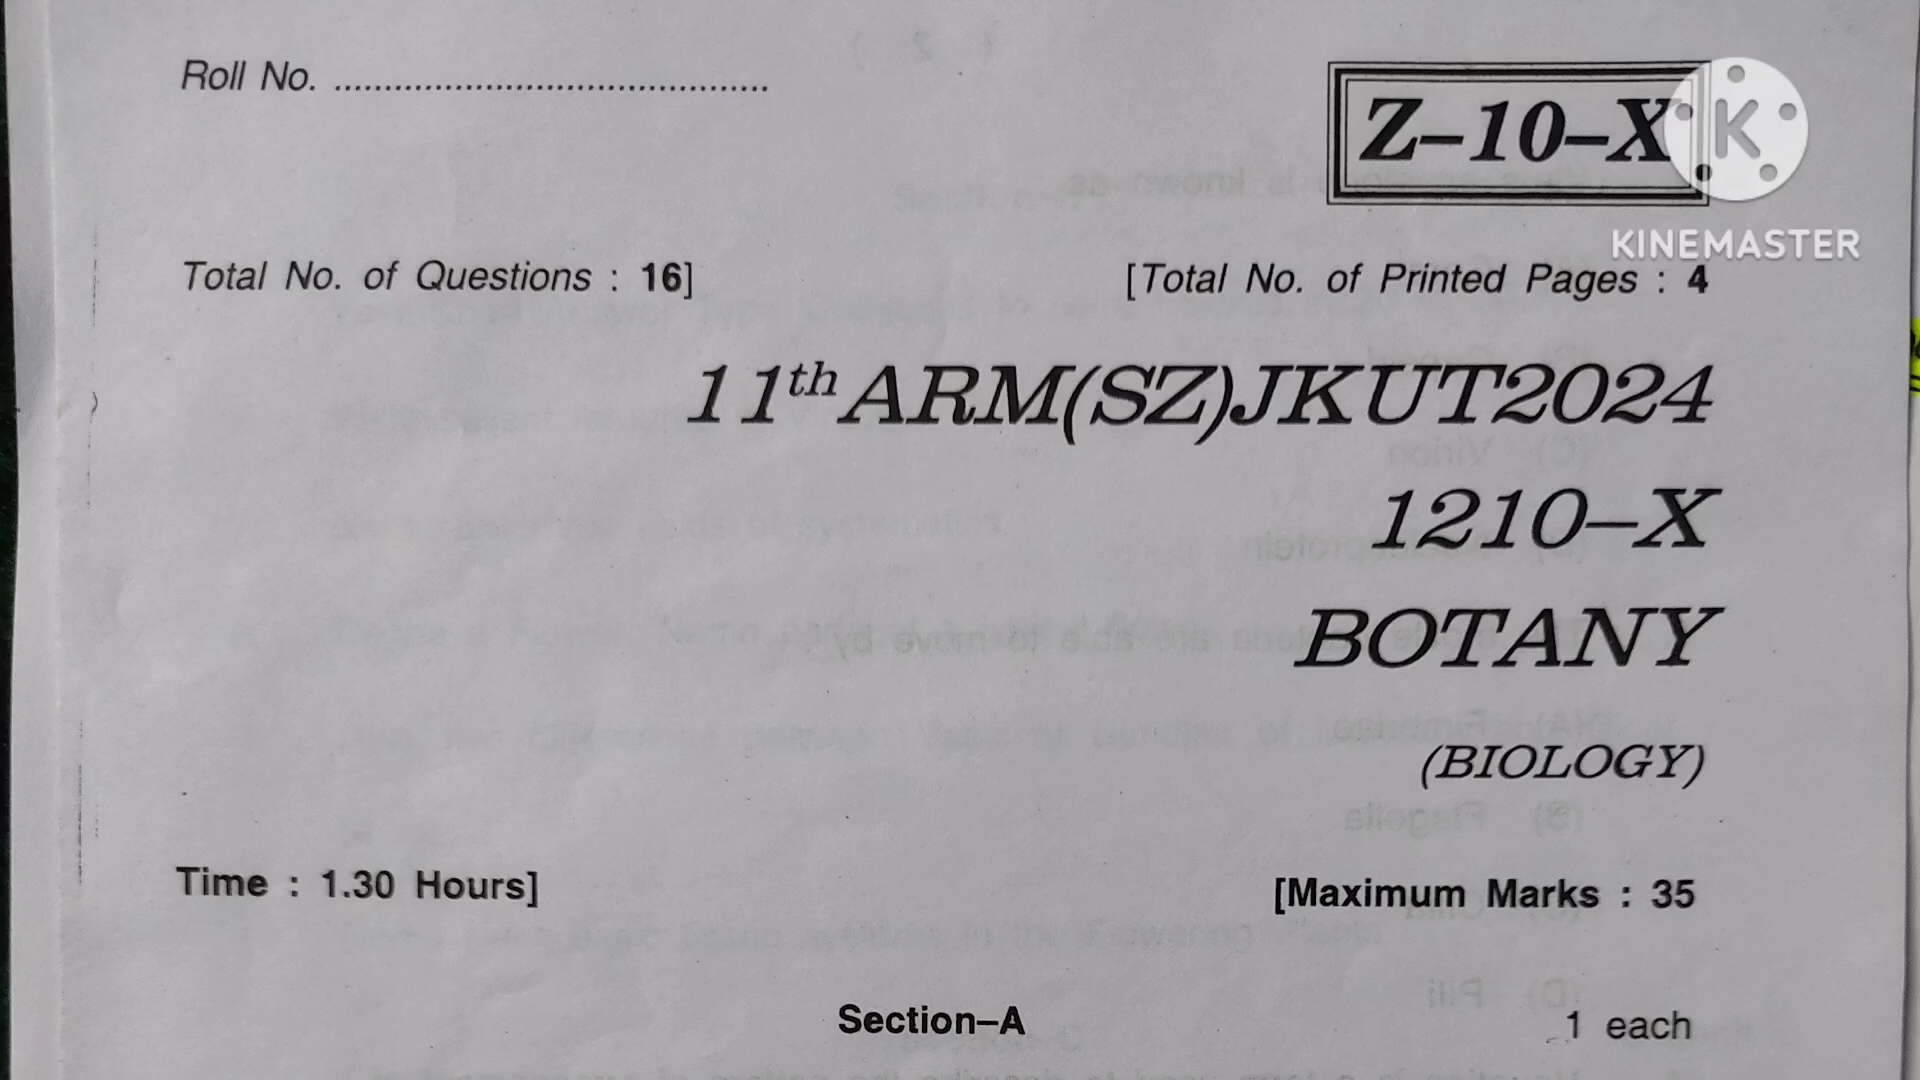 Roll No. ...........................................
Z–10–X
K
KINEMASTER
Total No. of Questions : 16]
[Total No. of Printed Pages : 4
11th ARM(SZ)JKUT2024
1210–X
BOTANY
(BIOLOGY)
Time : 1.30 Hours]
[Maximum Marks : 35
Section–A
1 each